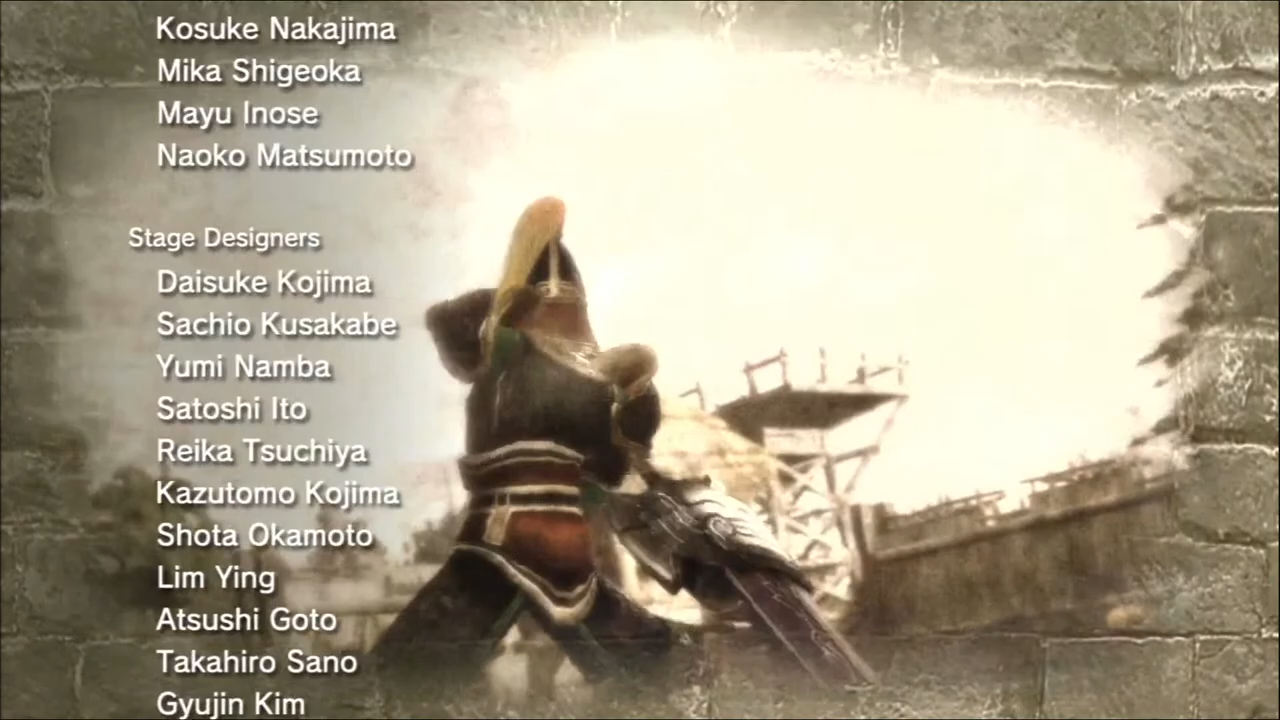 Kosuke Nakajima
Mika Shigeoka
Mayu Inose
Naoko Matsumoto
Stage Designers
Daisuke Kojima
Sachio Kusakabe
Yumi Namba
Satoshi Ito
Reika Tsuchiya
Kazutomo Kojima
Shota Okamoto
Lim Ying
Atsushi Goto
Takahiro Sano
Gyujin Kim